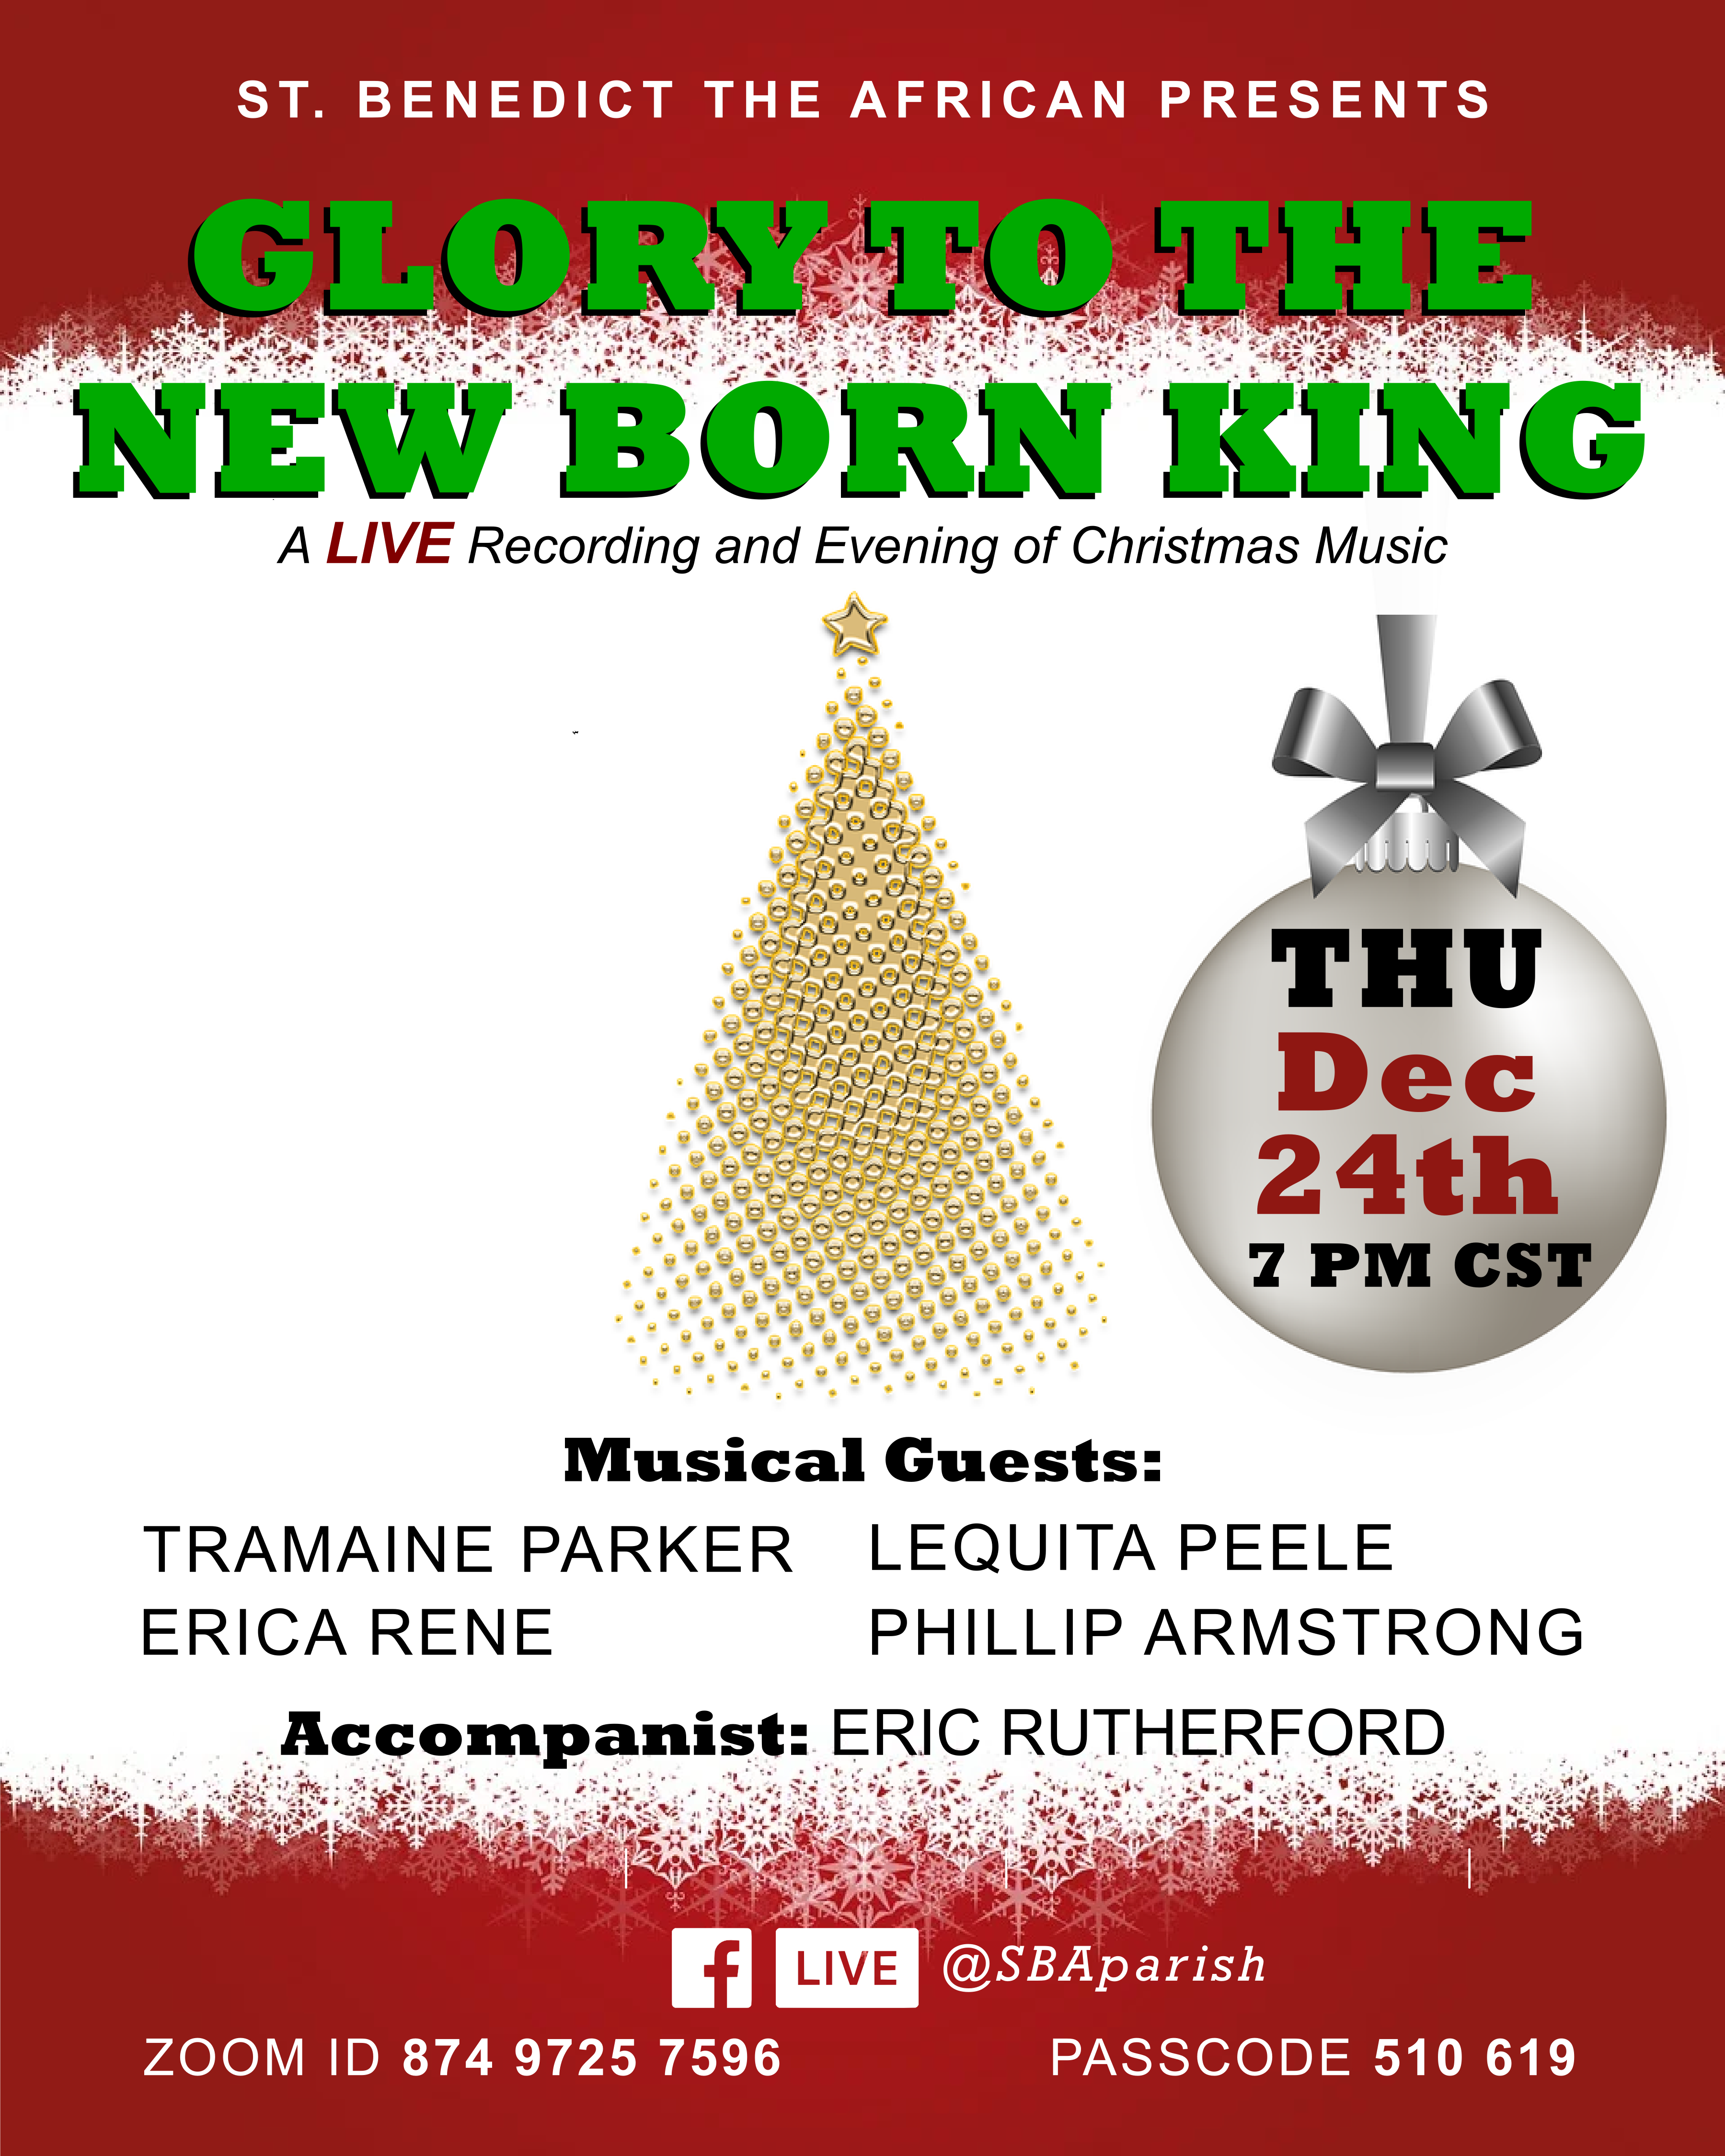 ST. BENEDICT THE AFRICAN PRESENTS
GLORY TO THE
NEW BORN KING
A LIVE Recording and Evening of Christmas Music
THU
Dec
24th
7 PM CST
Musical Guests:
TRAMAINE PARKER LEQUITA PEELE
ERICA RENE PHILLIP ARMSTRONG
Accompanist: ERIC RUTHERFORD
f LIVE @SBAparish
ZOOM ID 874 9725 7596 PASSCODE 510 619